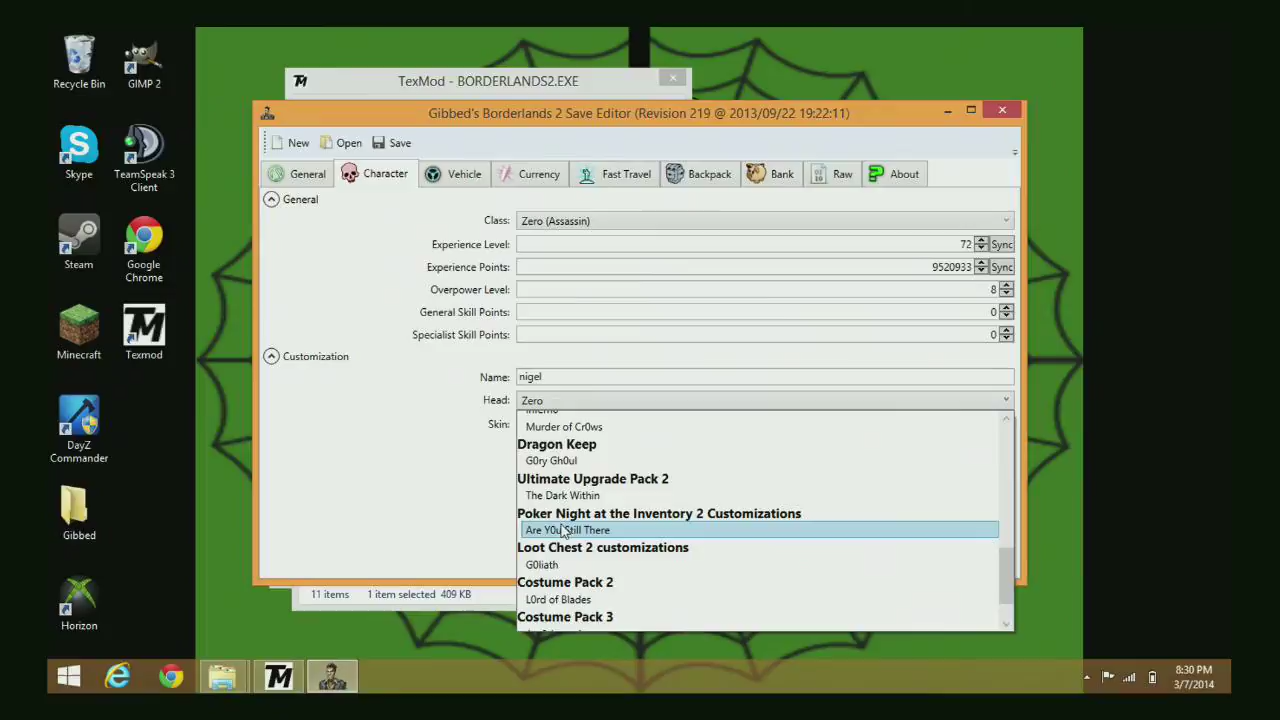 Recycle Bin
GIMP 2
Skype
TeamSpeak 3
Client
Steam
Google
Chrome
Minecraft
Texmod
DayZ
Commander
Gibbed
Horizon
TM
TexMod - BORDERLANDS2.EXE
Gibbed's Borderlands 2 Save Editor (Revision 219 @ 2013/09/22 19:22:11)
New
Open
Save
General
Character
Vehicle
Currency
Fast Travel
Backpack
Bank
Raw
About
General
Class:
Zero (Assassin)
Experience Level:
72
Sync
Experience Points:
9520933
Sync
Overpower Level:
8
General Skill Points:
0
Specialist Skill Points:
0
Customization
Name:
nigel
Head:
Zero
Skin:
Inferno
Murder of Cr0ws
Dragon Keep
G0ry Gh0ul
Ultimate Upgrade Pack 2
The Dark Within
Poker Night at the Inventory 2 Customizations
Are Y0u Still There
Loot Chest 2 customizations
G0liath
Costume Pack 2
L0rd of Blades
Costume Pack 3
11 items
1 item selected 409 KB
TM
8:30 PM
3/7/2014